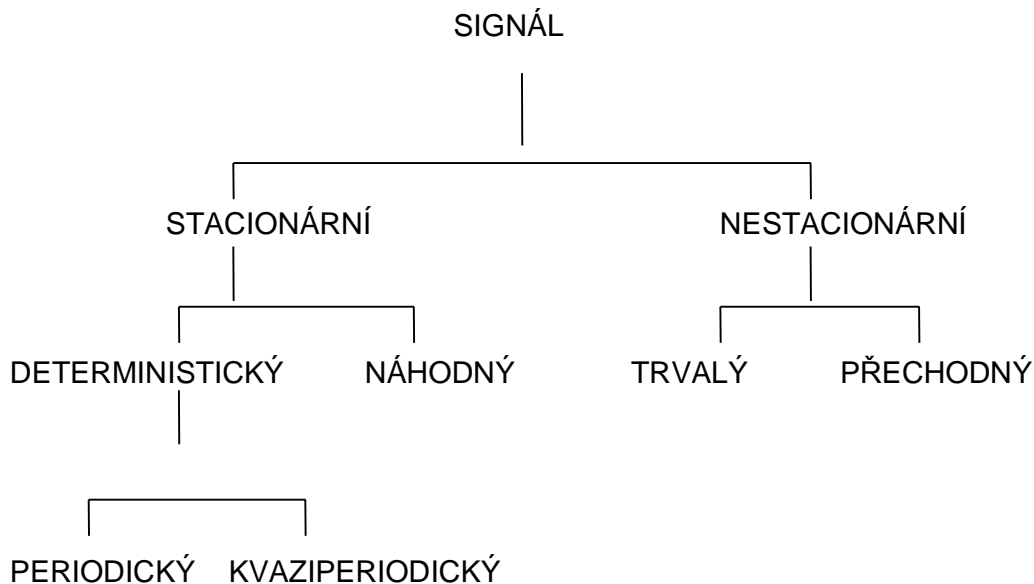 SIGNÁL
STACIONÁRNÍ NESTACIONÁRNÍ
DETERMINISTICKÝ NÁHODNÝ TRVALÝ PŘECHODNÝ
PERIODICKÝ KVAZIPERIODICKÝ